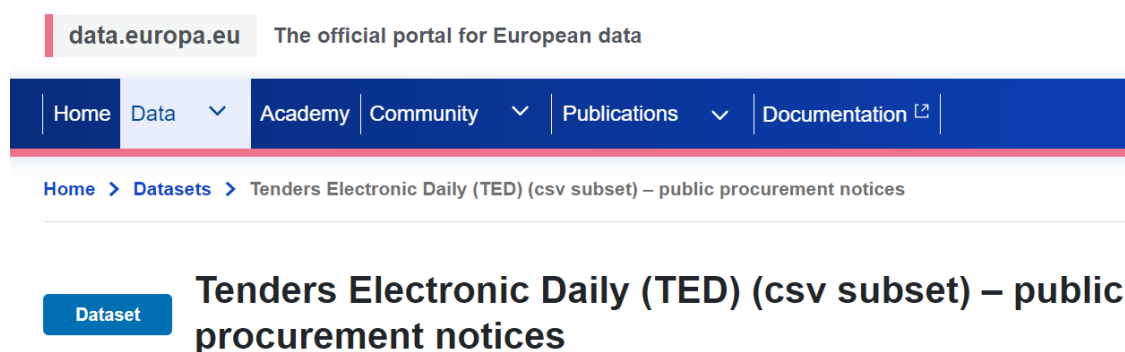 data.europa.eu The official portal for European data
Home Data Academy Community Publications Documentation
Home > Datasets > Tenders Electronic Daily (TED) (csv subset) – public procurement notices
Dataset
Tenders Electronic Daily (TED) (csv subset) – public
procurement notices